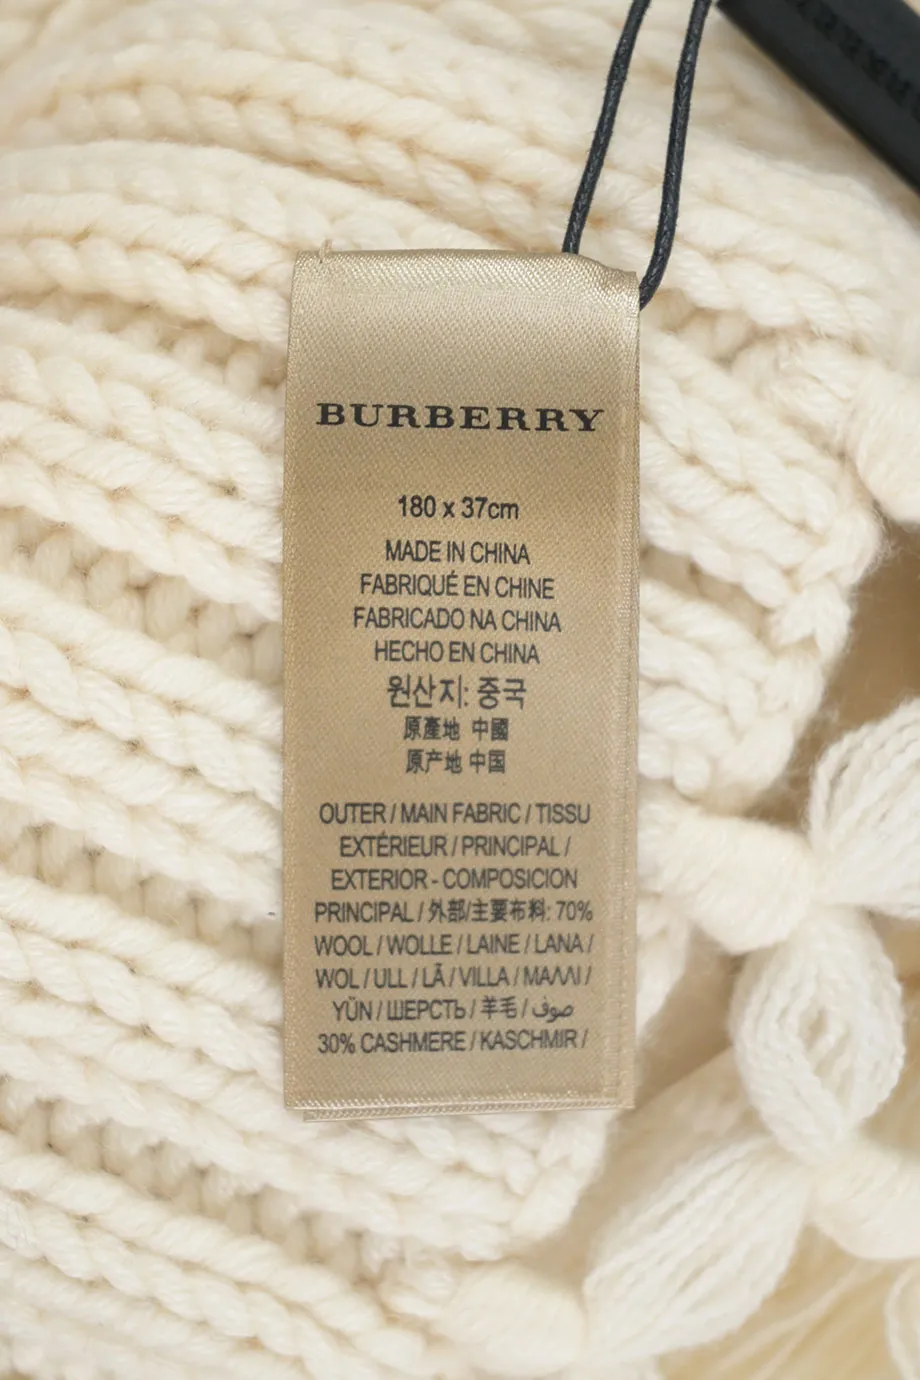 BURBERRY
180 x 37cm
MADE IN CHINA
FABRIQUÉ EN CHINE
FABRICADO NA CHINA
HECHO EN CHINA
원산지: 중국
原產地 中國
原产地 中国
OUTER / MAIN FABRIC / TISSU
EXTÉRIEUR / PRINCIPAL /
EXTERIOR - COMPOSICION
PRINCIPAL / 外部/主要布料: 70%
WOOL / WOLLE / LAINE / LANA /
WOL / ULL / LÃ / VILLA / ΜΑΛΛΙ /
YÜN / ШЕРСТЬ / 羊毛 / صوف /
30% CASHMERE / KASCHMIR /